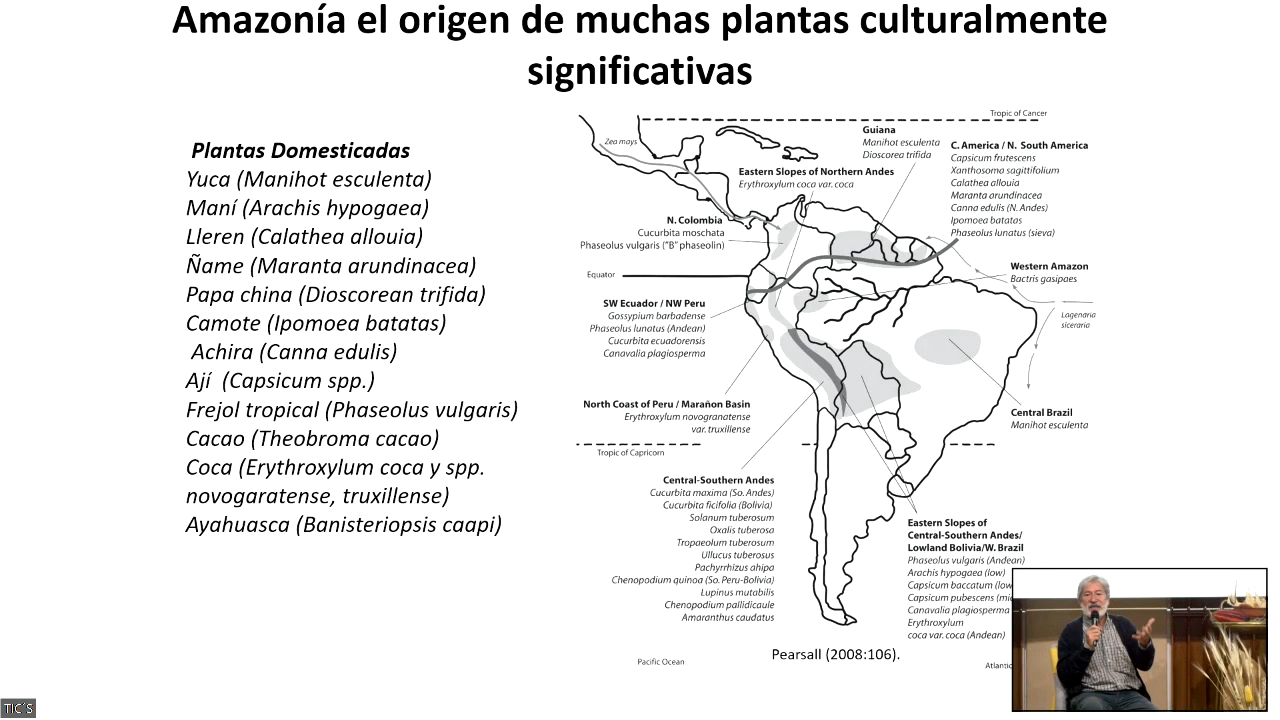 Amazonía el origen de muchas plantas culturalmente
significativas
Plantas Domesticadas
Yuca (Manihot esculenta)
Maní (Arachis hypogaea)
Lleren (Calathea allouia)
Ñame (Maranta arundinacea)
Papa china (Dioscorean trifida)
Camote (Ipomoea batatas)
Achira (Canna edulis)
Ají (Capsicum spp.)
Frejol tropical (Phaseolus vulgaris)
Cacao (Theobroma cacao)
Coca (Erythroxylum coca y spp.
novogaratense, truxillense)
Ayahuasca (Banisteriopsis caapi)
Tropic of Cancer
Zea mays
Guiana
Manihot esculenta
Dioscorea trifida
C. America / N. South America
Capsicum frutescens
Xanthosoma sagittifolium
Calathea allouia
Maranta arundinacea
Canna edulis (N. Andes)
Ipomoea batatas
Phaseolus lunatus (sieva)
Eastern Slopes of Northern Andes
Erythroxylum coca var. coca
N. Colombia
Cucurbita moschata
Phaseolus vulgaris ("B" phaseolin)
Equator
Western Amazon
Bactris gasipaes
Lagenaria
siceraria
SW Ecuador / NW Peru
Gossypium barbadense
Phaseolus lunatus (Andean)
Cucurbita ecuadorensis
Canavalia plagiosperma
North Coast of Peru / Marañon Basin
Erythroxylum novogranatense
var. truxillense
Central Brazil
Manihot esculenta
Tropic of Capricorn
Central-Southern Andes
Cucurbita maxima (So. Andes)
Cucurbita ficifolia (Bolivia)
Solanum tuberosum
Oxalis tuberosa
Tropaeolum tuberosum
Ullucus tuberosus
Pachyrrhizus ahipa
Chenopodium quinoa (So. Peru-Bolivia)
Lupinus mutabilis
Chenopodium pallidicaule
Amaranthus caudatus
Eastern Slopes of
Central-Southern Andes/
Lowland Bolivia/W. Brazil
Phaseolus vulgaris (Andean)
Arachis hypogaea (low)
Capsicum baccatum (low
Capsicum pubescens (mi
Canavalia plagiosperma
Erythroxylum
coca var. coca (Andean)
Pearsall (2008:106).
Pacific Ocean
Atlantic
TIC´S